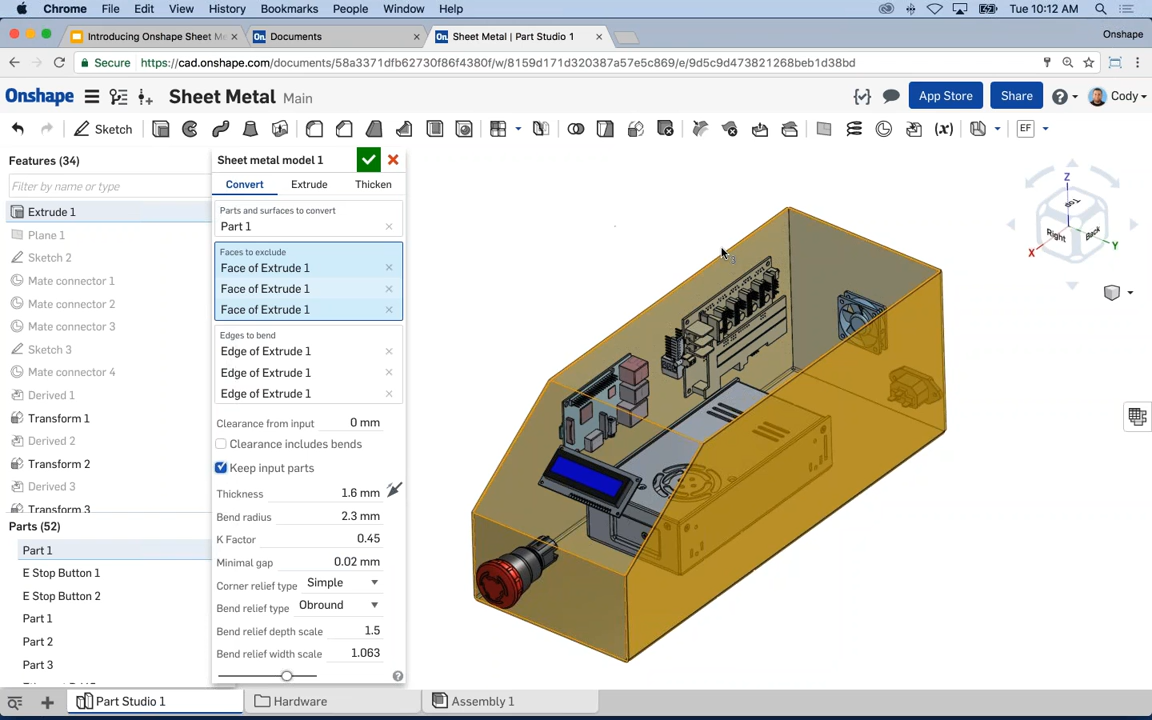 Chrome File Edit View History Bookmarks People Window Help Tue 10:12 AM
Introducing Onshape Sheet Me × Documents × Sheet Metal | Part Studio 1 × Onshape
Secure https://cad.onshape.com/documents/58a3371dfb62730f86f4380f/w/8159d171d320387a57e5c869/e/9d5c9d473821268beb1d38bd
Onshape Sheet Metal Main App Store Share Cody
Sketch (x) EF
Features (34)
Filter by name or type
Extrude 1
Plane 1
Sketch 2
Mate connector 1
Mate connector 2
Mate connector 3
Sketch 3
Mate connector 4
Derived 1
Transform 1
Derived 2
Transform 2
Derived 3
Transform 3
Parts (52)
Part 1
E Stop Button 1
E Stop Button 2
Part 1
Part 2
Part 3
Sheet metal model 1
Convert Extrude Thicken
Parts and surfaces to convert
Part 1
Faces to exclude
Face of Extrude 1
Face of Extrude 1
Face of Extrude 1
Edges to bend
Edge of Extrude 1
Edge of Extrude 1
Edge of Extrude 1
Clearance from input 0 mm
Clearance includes bends
Keep input parts
Thickness 1.6 mm
Bend radius 2.3 mm
K Factor 0.45
Minimal gap 0.02 mm
Corner relief type Simple
Bend relief type Obround
Bend relief depth scale 1.5
Bend relief width scale 1.063
Z
Top
Right Back
X Y
Part Studio 1 Hardware Assembly 1